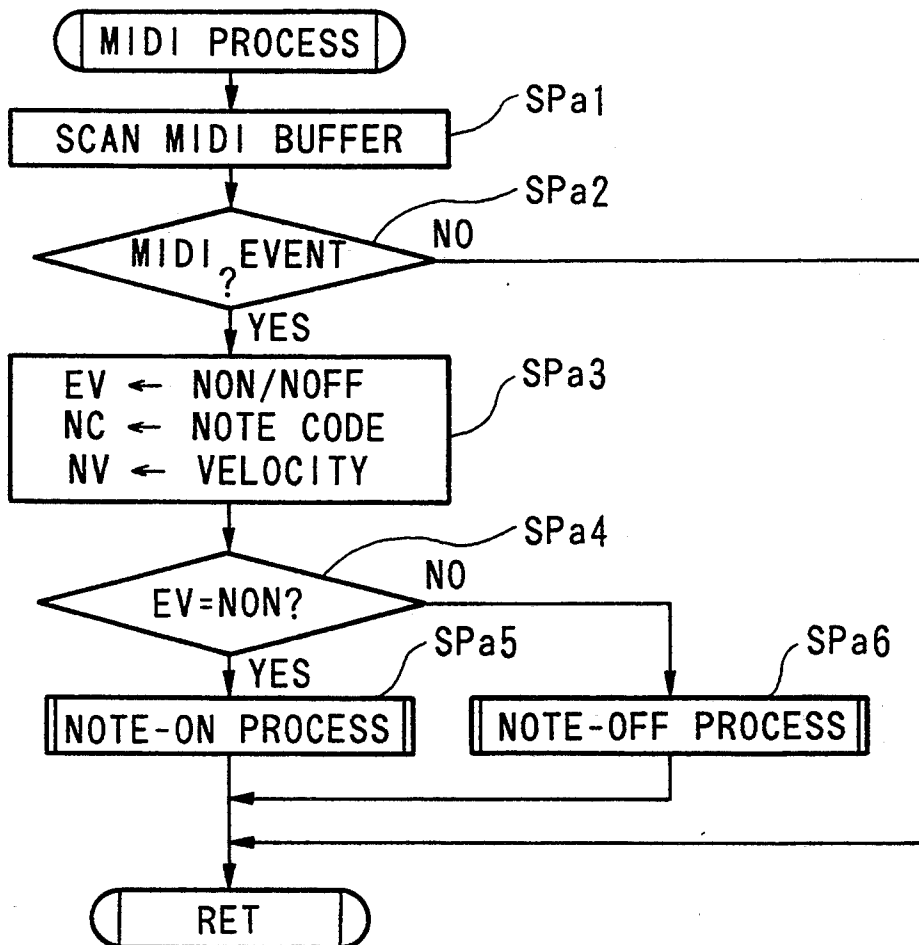 MIDI PROCESS
SPa1
SCAN MIDI BUFFER
SPa2
MIDI EVENT
?
NO
YES
SPa3
EV ← NON/NOFF
NC ← NOTE CODE
NV ← VELOCITY
SPa4
EV=NON?
NO
YES
SPa5
SPa6
NOTE-ON PROCESS
NOTE-OFF PROCESS
RET